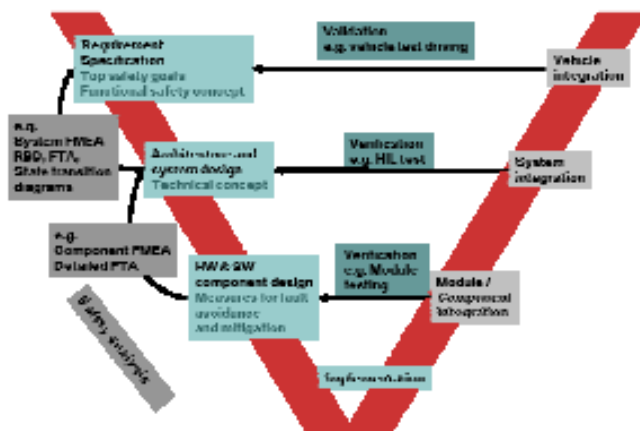 Requirement
Specification
Top safety goals
Functional safety concept
Validation
e.g. vehicle test driving
Vehicle
integration
e.g.
System FMEA
RBD, FTA,
State transition
diagrams
Architecture and
system design
Technical concept
Verification
e.g. HIL test
System
integration
e.g.
Component FMEA
Detailed FTA
HW & SW
component design
Measures for fault
avoidance
and mitigation
Verification
e.g. Module
testing
Module /
Component
integration
Safety analysis
Implementation